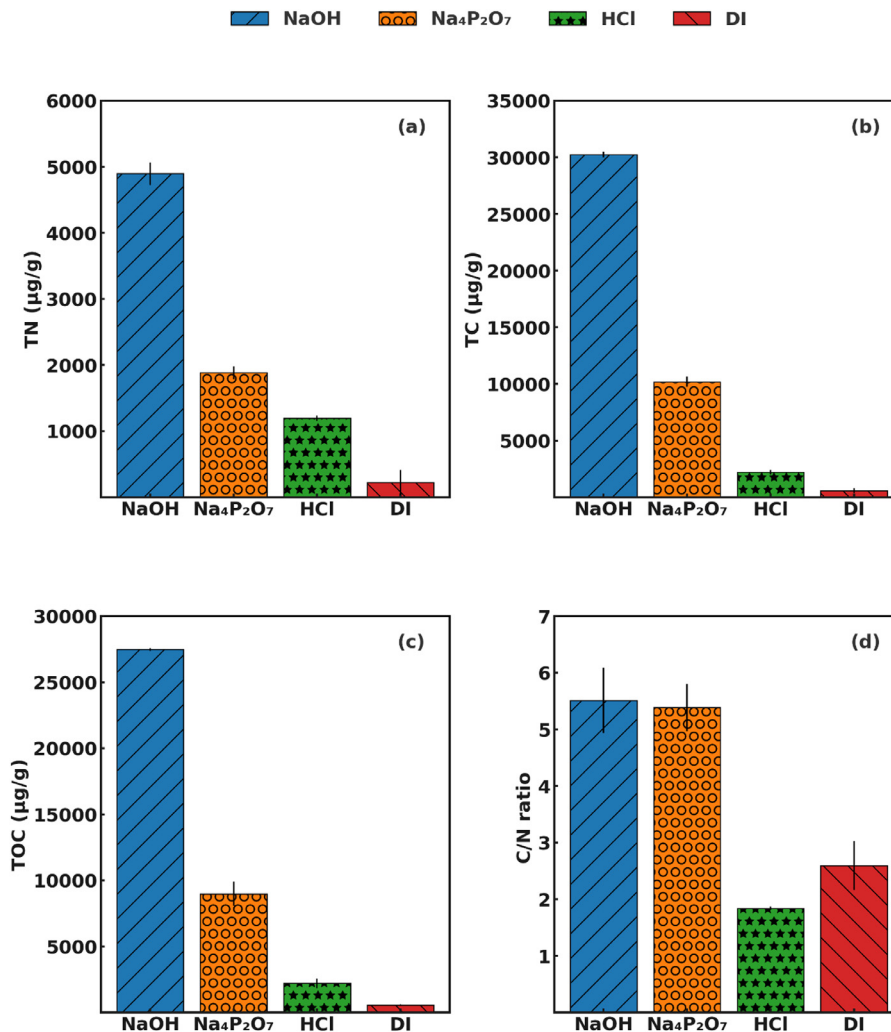 NaOH Na₄P₂O₇ HCl DI
(a)
TN (µg/g)
6000
5000
4000
3000
2000
1000
NaOH Na₄P₂O₇ HCl DI
(b)
TC (µg/g)
35000
30000
25000
20000
15000
10000
5000
NaOH Na₄P₂O₇ HCl DI
(c)
TOC (µg/g)
30000
25000
20000
15000
10000
5000
NaOH Na₄P₂O₇ HCl DI
(d)
C/N ratio
7
6
5
4
3
2
1
NaOH Na₄P₂O₇ HCl DI